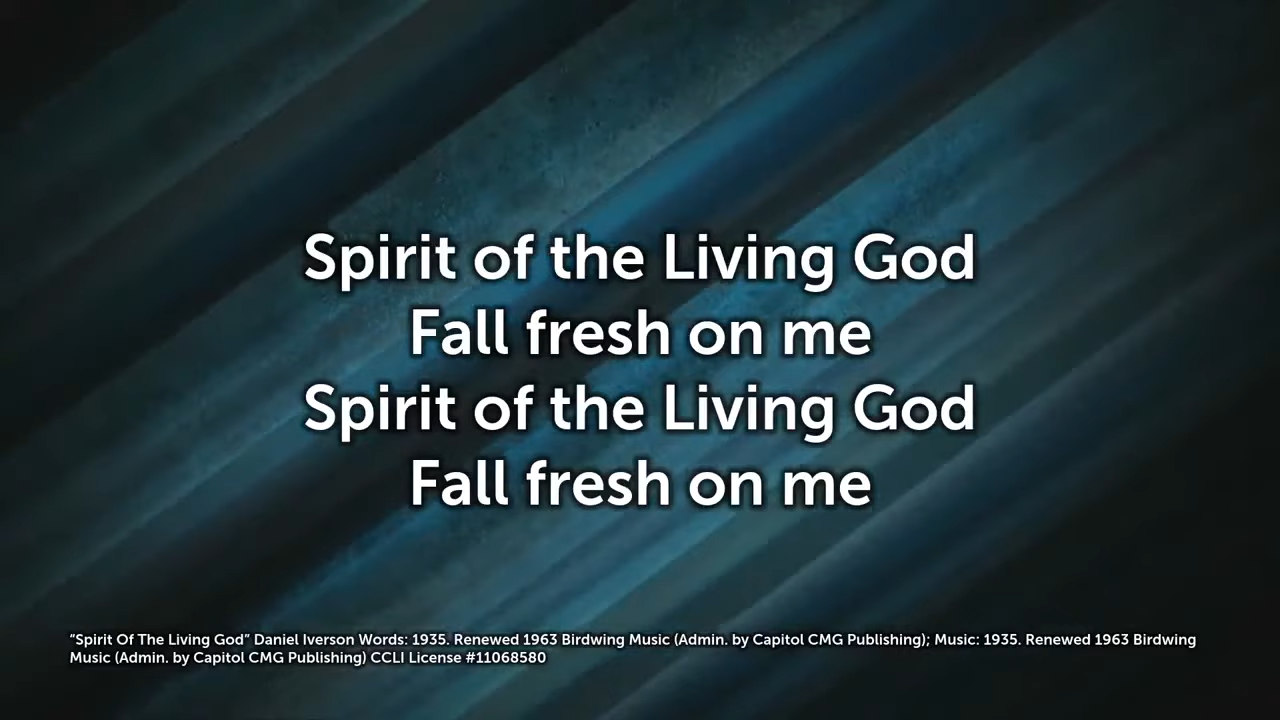 Spirit of the Living God
Fall fresh on me
Spirit of the Living God
Fall fresh on me
"Spirit Of The Living God" Daniel Iverson Words: 1935. Renewed 1963 Birdwing Music (Admin. by Capitol CMG Publishing); Music: 1935. Renewed 1963 Birdwing
Music (Admin. by Capitol CMG Publishing) CCLI License #11068580